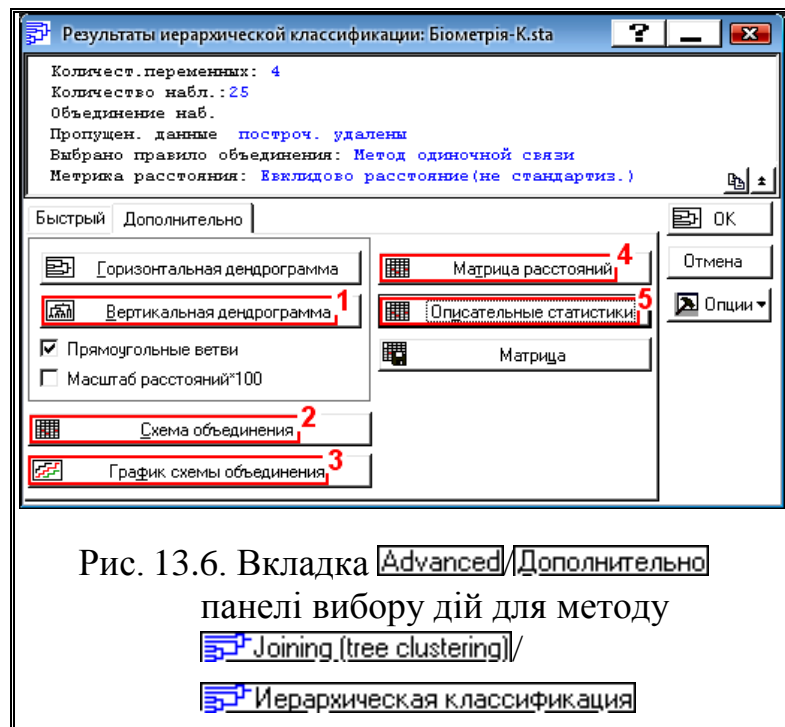 Результаты иерархической классификации: Біометрія-K.sta
Количест.переменных: 4
Количество набл.:25
Объединение наб.
Пропущен. данные построч. удалены
Выбрано правило объединения: Метод одиночной связи
Метрика расстояния: Евклидово расстояние(не стандартиз.)
Быстрый Дополнительно
OK
Отмена
Опции
Горизонтальная дендрограмма
Вертикальная дендрограмма 1
Прямоугольные ветви
Масштаб расстояний*100
Матрица расстояний 4
Описательные статистики 5
Матрица
Схема объединения 2
График схемы объединения 3
Рис. 13.6. Вкладка Advanced/Дополнительно
панелі вибору дій для методу
Joining (tree clustering)/
Иерархическая классификация